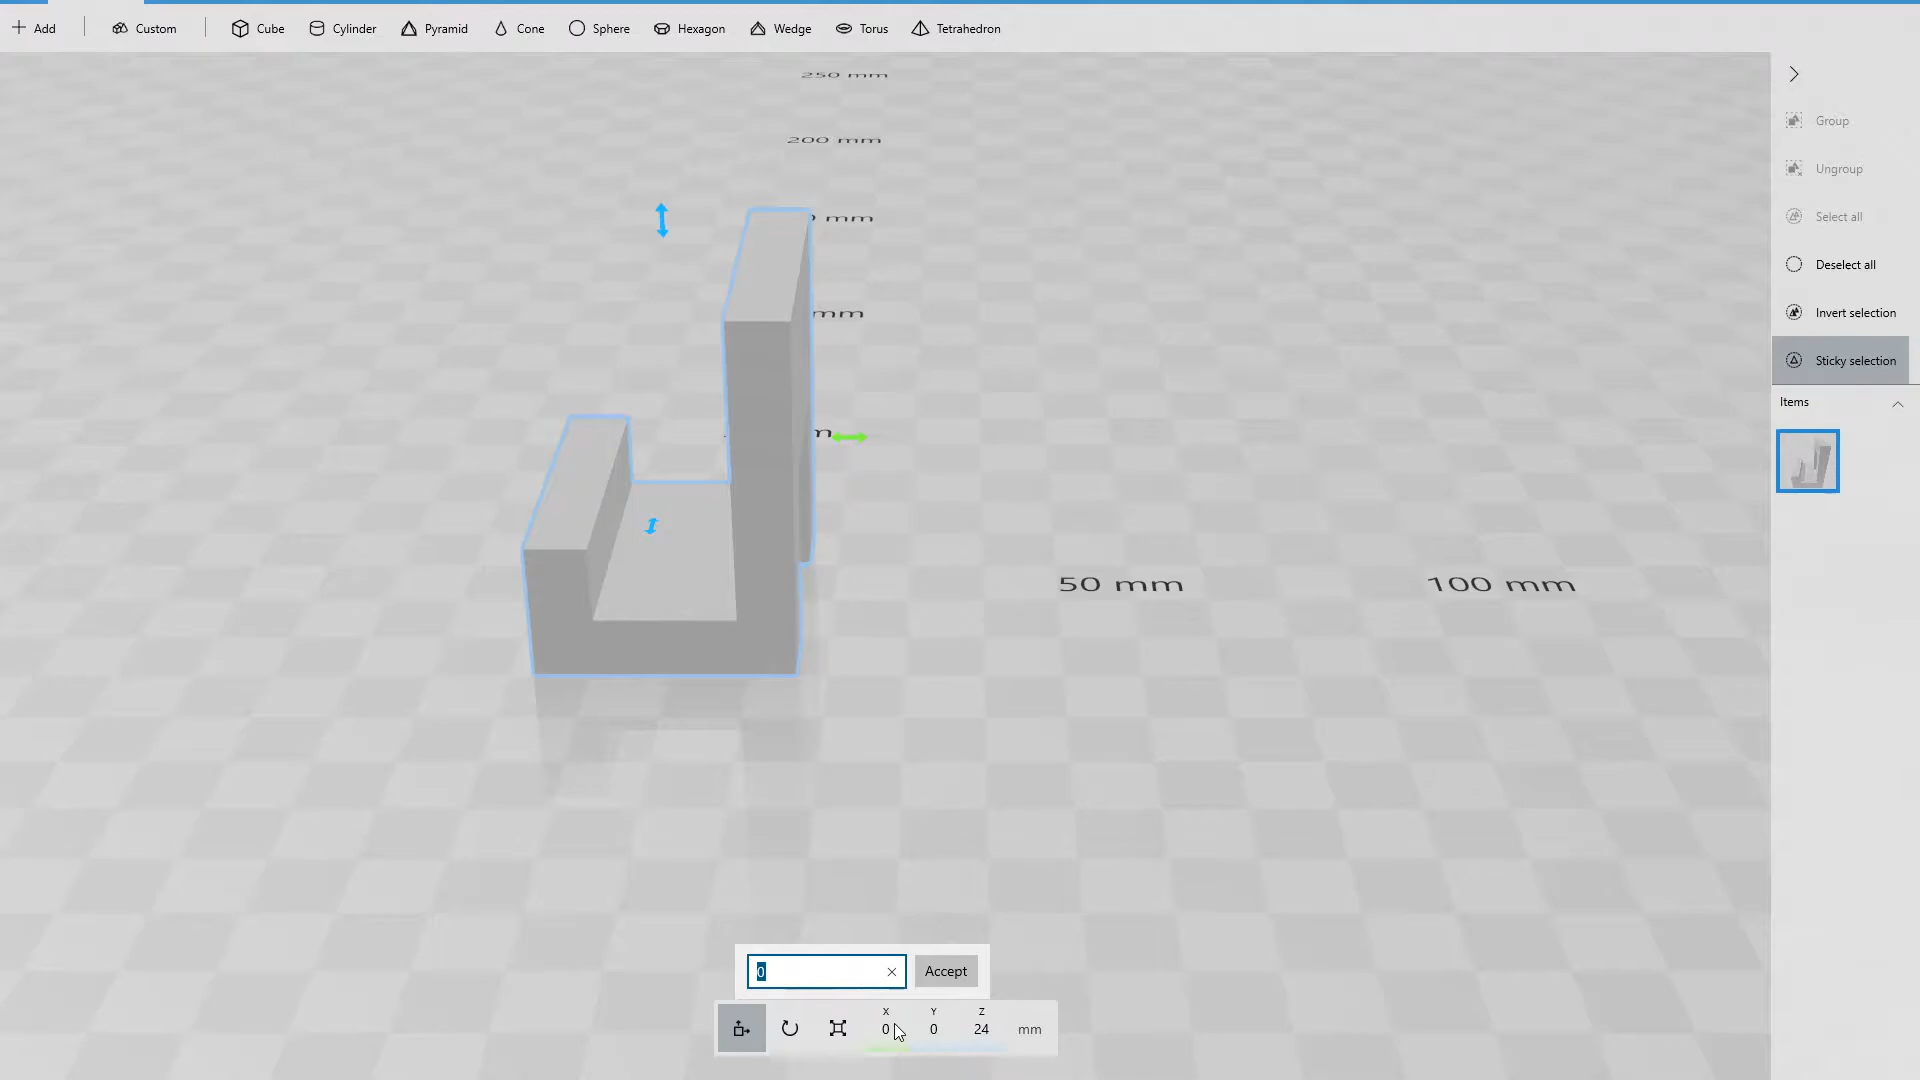 Add
Custom
Cube
Cylinder
Pyramid
Cone
Sphere
Hexagon
Wedge
Torus
Tetrahedron
250 mm
200 mm
mm
mm
50 mm
100 mm
Group
Ungroup
Select all
Deselect all
Invert selection
Sticky selection
Items
0
Accept
X Y Z
0 0 24 mm